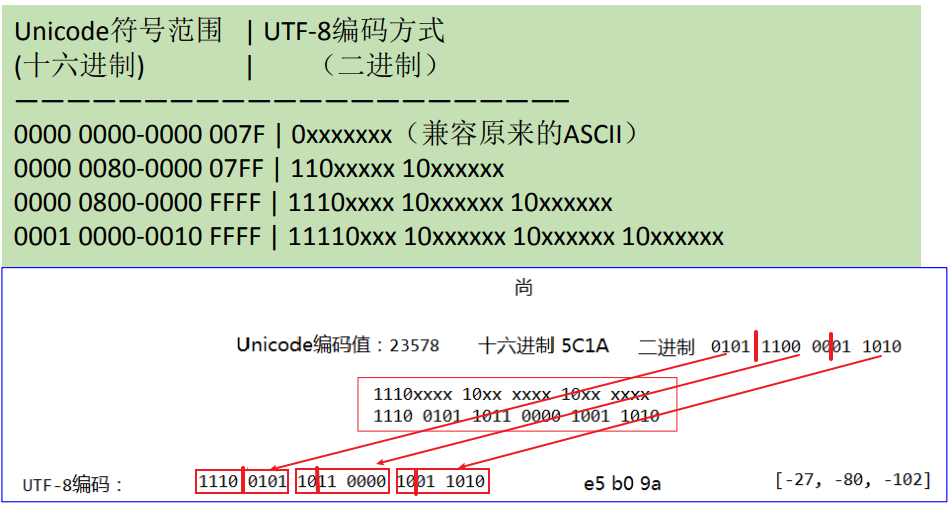 Unicode符号范围 | UTF-8编码方式
(十六进制) | （二进制）
———————————————————————–
0000 0000-0000 007F | 0xxxxxxx（兼容原来的ASCII）
0000 0080-0000 07FF | 110xxxxx 10xxxxxx
0000 0800-0000 FFFF | 1110xxxx 10xxxxxx 10xxxxxx
0001 0000-0010 FFFF | 11110xxx 10xxxxxx 10xxxxxx 10xxxxxx
尚
Unicode编码值：23578 十六进制 5C1A 二进制 0101 1100 0001 1010
1110xxxx 10xx xxxx 10xx xxxx
1110 0101 1011 0000 1001 1010
UTF-8编码： 1110 0101 1011 0000 1001 1010 e5 b0 9a [-27, -80, -102]